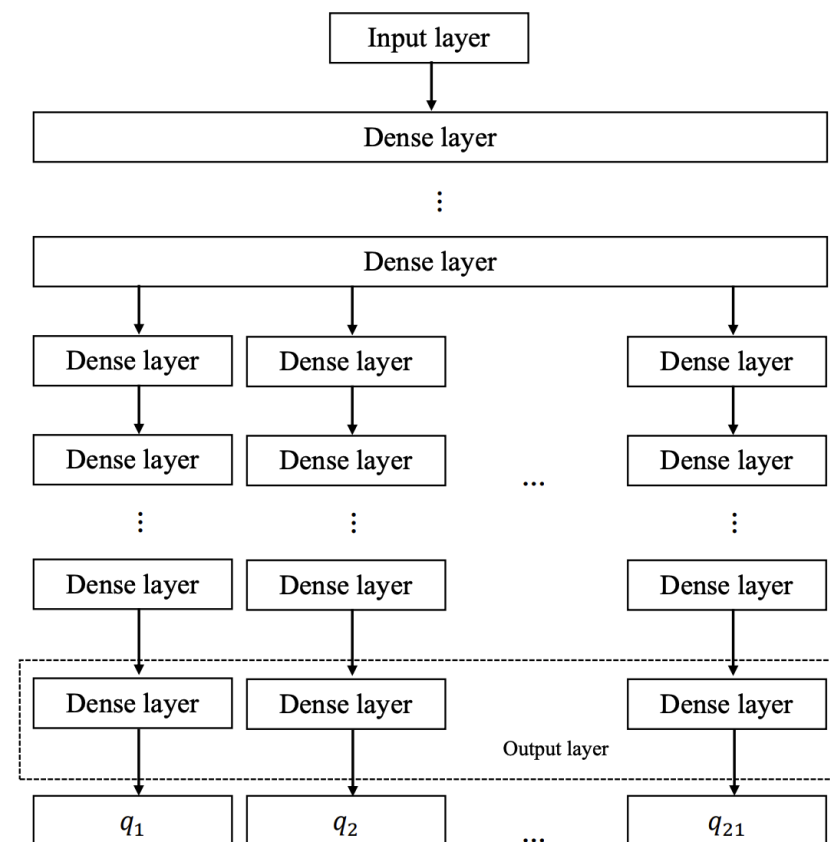 Input layer
Dense layer
⋮
Dense layer
Dense layer Dense layer Dense layer
Dense layer Dense layer ... Dense layer
⋮ ⋮ ⋮
Dense layer Dense layer Dense layer
Dense layer Dense layer Dense layer
Output layer
q₁ q₂ ... q₂₁